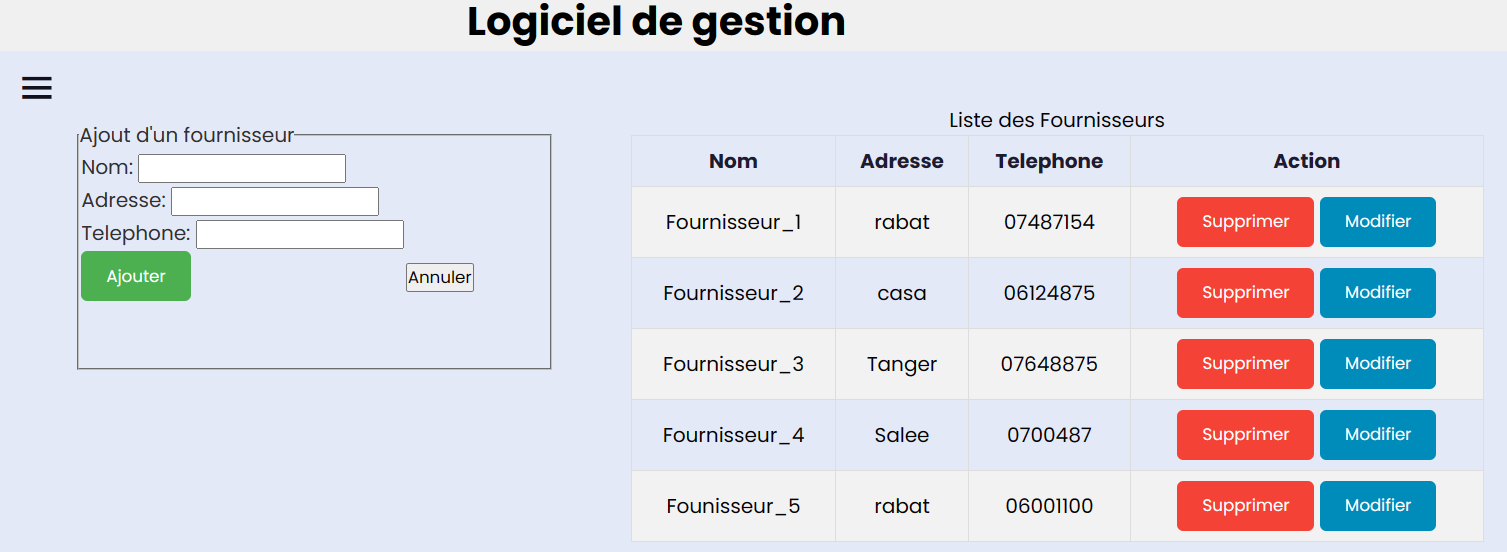 Logiciel de gestion
Ajout d'un fournisseur
Nom:
Adresse:
Telephone:
Ajouter Annuler
Liste des Fournisseurs
Nom Adresse Telephone Action
Fournisseur_1 rabat 07487154 Supprimer Modifier
Fournisseur_2 casa 06124875 Supprimer Modifier
Fournisseur_3 Tanger 07648875 Supprimer Modifier
Fournisseur_4 Salee 0700487 Supprimer Modifier
Founisseur_5 rabat 06001100 Supprimer Modifier